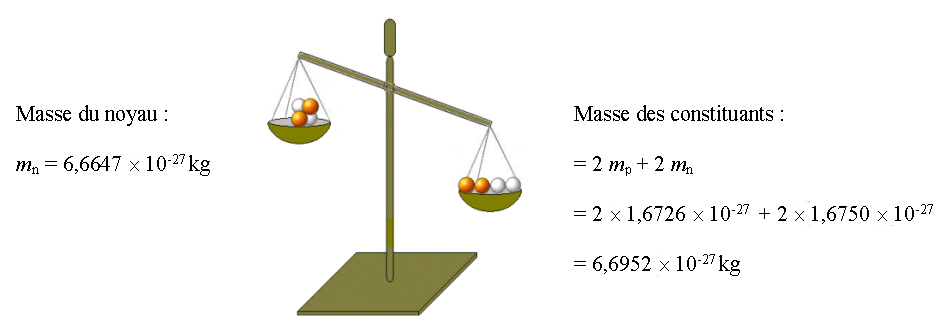 Masse du noyau :
mₙ = 6,6647 × 10⁻²⁷ kg
Masse des constituants :
= 2 mₚ + 2 mₙ
= 2 × 1,6726 × 10⁻²⁷ + 2 × 1,6750 × 10⁻²⁷
= 6,6952 × 10⁻²⁷ kg